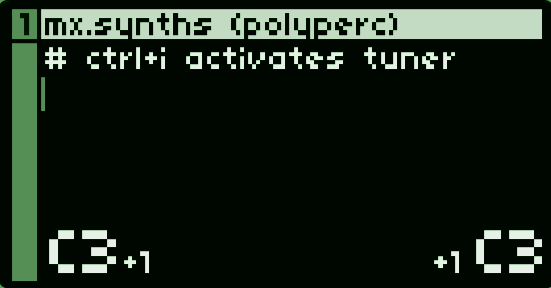 1 mx.synths (polyperc)
# ctrl+i activates tuner
C3+1 +1 C3